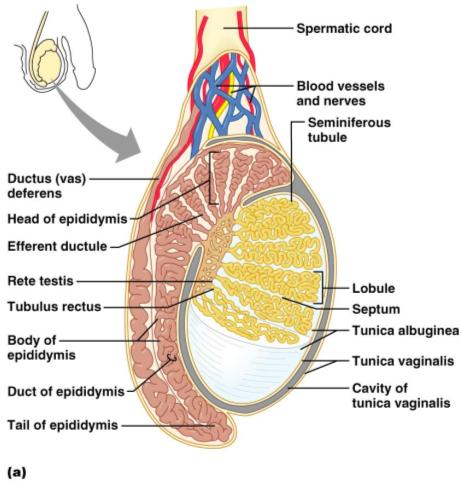 Spermatic cord
Blood vessels
and nerves
Seminiferous
tubule
Ductus (vas)
deferens
Head of epididymis
Efferent ductule
Rete testis
Tubulus rectus
Body of
epididymis
Duct of epididymis
Tail of epididymis
Lobule
Septum
Tunica albuginea
Tunica vaginalis
Cavity of
tunica vaginalis
(a)